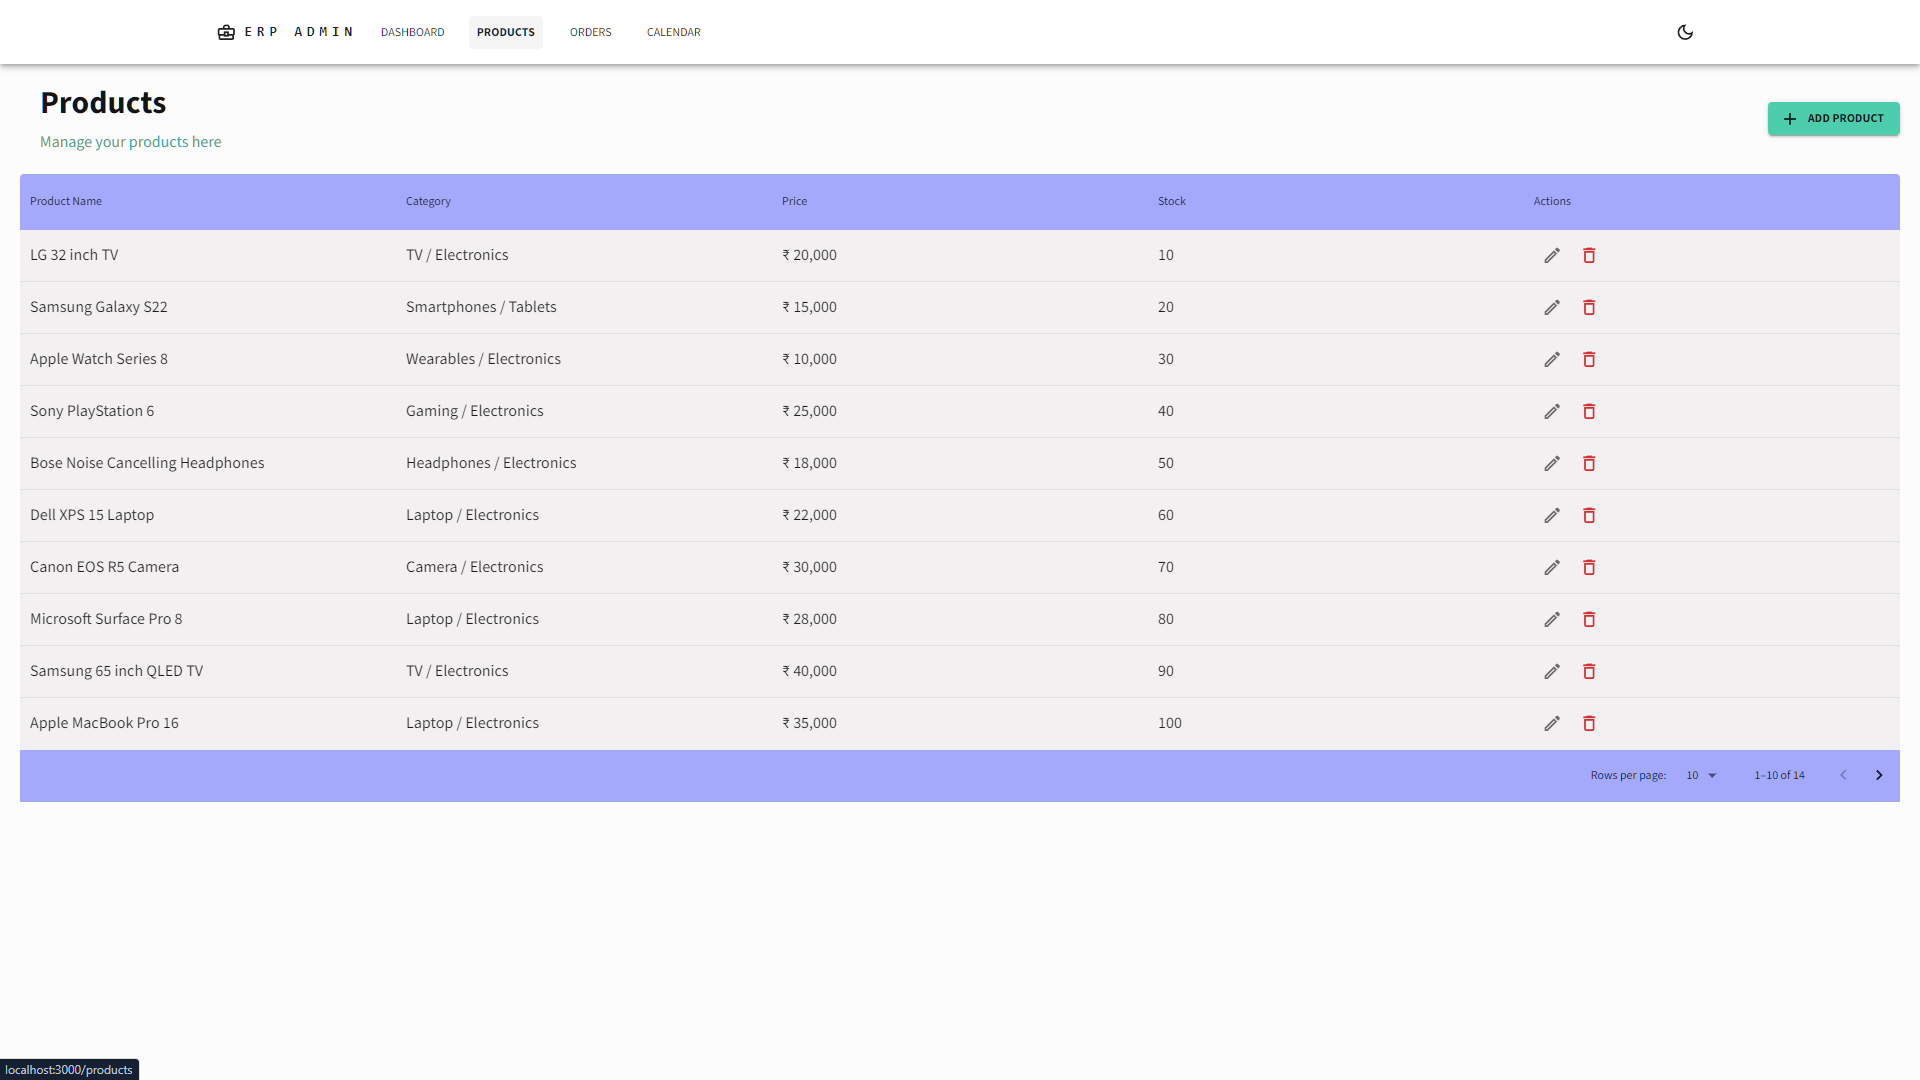 ERP ADMIN DASHBOARD PRODUCTS ORDERS CALENDAR
Products
Manage your products here
ADD PRODUCT
Product Name Category Price Stock Actions
LG 32 inch TV TV / Electronics ₹ 20,000 10
Samsung Galaxy S22 Smartphones / Tablets ₹ 15,000 20
Apple Watch Series 8 Wearables / Electronics ₹ 10,000 30
Sony PlayStation 6 Gaming / Electronics ₹ 25,000 40
Bose Noise Cancelling Headphones Headphones / Electronics ₹ 18,000 50
Dell XPS 15 Laptop Laptop / Electronics ₹ 22,000 60
Canon EOS R5 Camera Camera / Electronics ₹ 30,000 70
Microsoft Surface Pro 8 Laptop / Electronics ₹ 28,000 80
Samsung 65 inch QLED TV TV / Electronics ₹ 40,000 90
Apple MacBook Pro 16 Laptop / Electronics ₹ 35,000 100
Rows per page: 10 1–10 of 14
localhost:3000/products